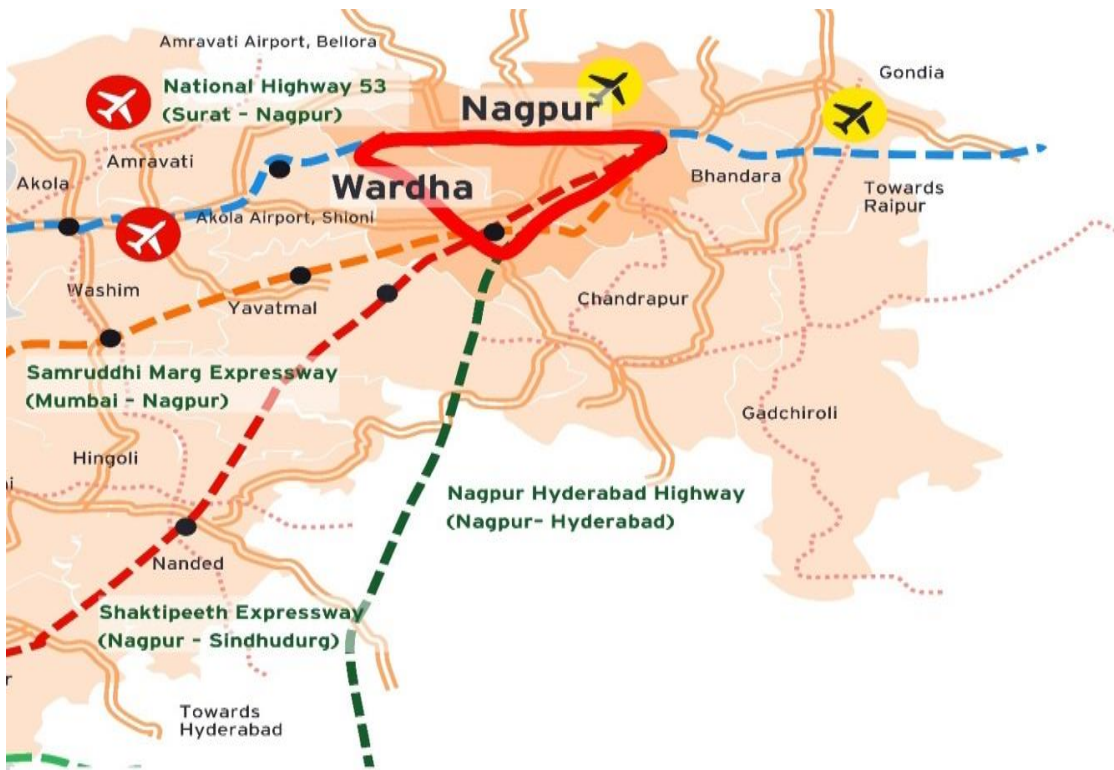 Amravati Airport, Bellora
National Highway 53
(Surat - Nagpur)
Gondia
Nagpur
Amravati
Akola
Wardha
Bhandara
Towards
Raipur
Akola Airport, Shioni
Washim
Yavatmal
Chandrapur
Samruddhi Marg Expressway
(Mumbai - Nagpur)
Gadchiroli
Hingoli
Nagpur Hyderabad Highway
(Nagpur- Hyderabad)
Nanded
Shaktipeeth Expressway
(Nagpur - Sindhudurg)
Towards
Hyderabad